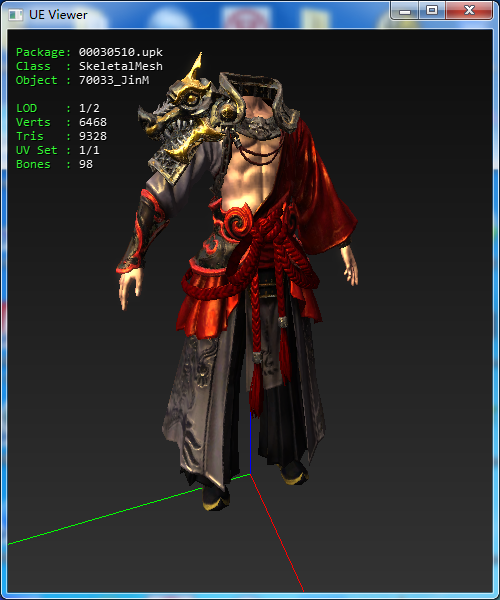 UE Viewer
Package: 00030510.upk
Class : SkeletalMesh
Object : 70033_JinM
LOD : 1/2
Verts : 6468
Tris : 9328
UV Set : 1/1
Bones : 98